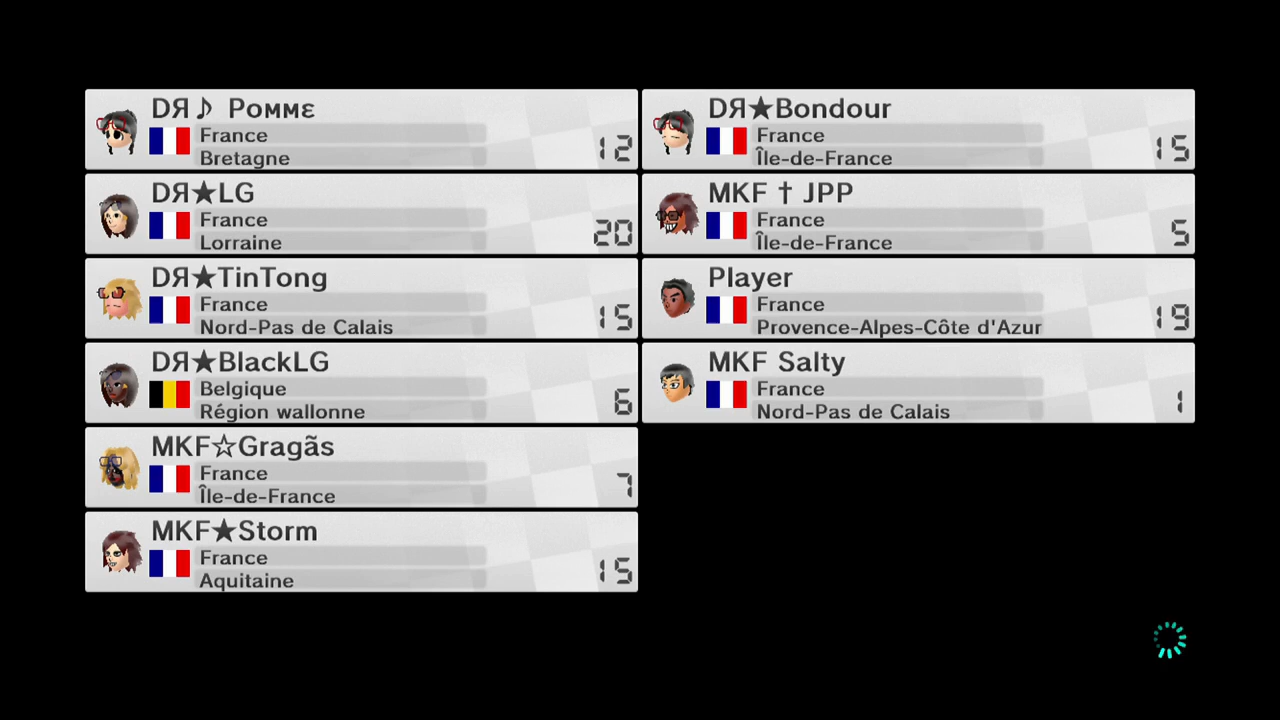 DЯ♪ Pᴏᴍᴍɛ
France
Bretagne
12
DЯ★LG
France
Lorraine
20
DЯ★TinTong
France
Nord-Pas de Calais
15
DЯ★BlackLG
Belgique
Région wallonne
6
MKF☆Gragãs
France
Île-de-France
7
MKF★Storm
France
Aquitaine
15
DЯ★Bondour
France
Île-de-France
15
MKF † JPP
France
Île-de-France
5
Player
France
Provence-Alpes-Côte d'Azur
19
MKF Salty
France
Nord-Pas de Calais
1